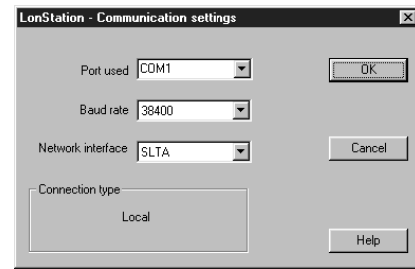 LonStation - Communication settings
Port used COM1 OK
Baud rate 38400
Network interface SLTA Cancel
Connection type
Local
Help